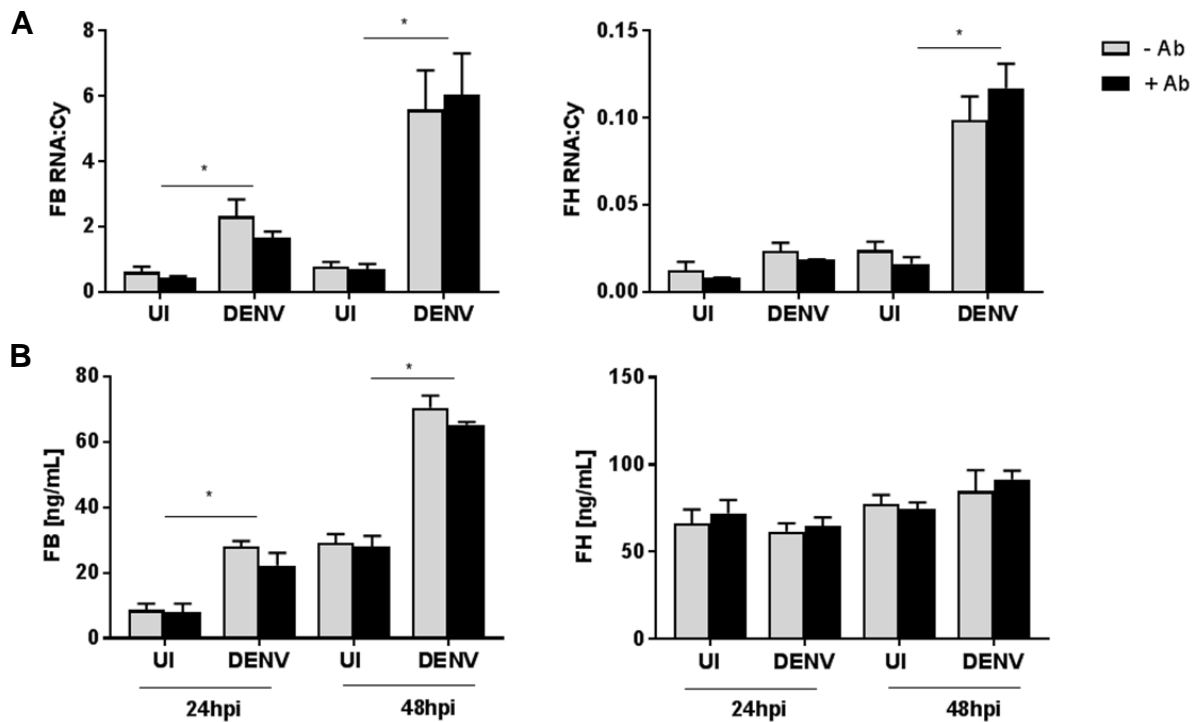 A
FB RNA:Cy
8
6
4
2
0
*
*
UI DENV UI DENV
FH RNA:Cy
0.15
0.10
0.05
0.00
*
UI DENV UI DENV
- Ab
+ Ab
B
FB [ng/mL]
80
60
40
20
0
*
*
UI DENV UI DENV
24hpi 48hpi
FH [ng/mL]
150
100
50
0
UI DENV UI DENV
24hpi 48hpi